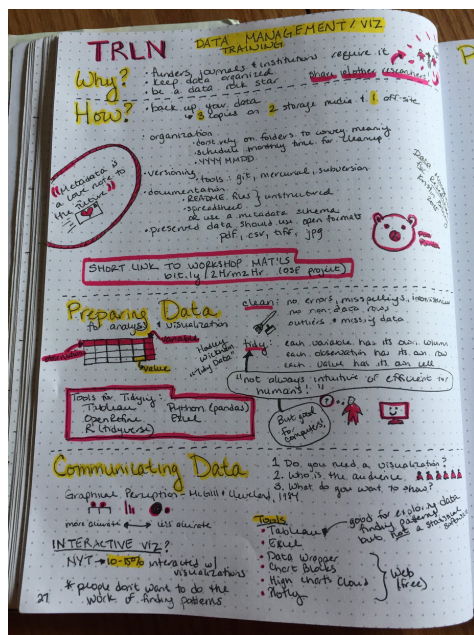 TRLN
DATA MANAGEMENT / VIZ
TRAINING
Why?
· funders, journals & institutions require it
· keep data organized
· be a data rock star
share w/ other researchers!
How?
· back up your data
↳ 3 copies on 2 storage media & 1 off-site
· organization
· don't rely on folders to convey meaning
· schedule monthly time for cleanup
· YYYY MMDD
"Metadata is
a love note to
the future"
· versioning
· tools: git, mercurial, subversion
· documentation
· README files } unstructured
· spreadsheet
or use a metadata schema
· preserved data should use open formats
pdf, csv, tiff, jpg
Data
SHORT LINK TO WORKSHOP MAT'LS
bit.ly/2Hrm2Hr (OSF project)
Preparing Data
for analysis & visualization
observation
variable
value
Hadley
Wickham
"Tidy Data"
clean: no errors, misspellings, inconsistencies
no non-data rows
outliers & missing data
tidy: each variable has its own column
each observation has its own row
each value has its own cell
"not always intuitive or efficient for
humans!"
But good
for
computers!
Tools for Tidying:
Tableau
Python (pandas)
OpenRefine
Excel
R (tidyverse)
Communicating Data
1 Do you need a visualization?
2. Who is the audience
3. What do you want to show?
Graphical Perception - McGill & Cleveland, 1984
more accurate ↔ less accurate
INTERACTIVE VIZ?
NYT → 10-15% interacted w/
visualizations
* people don't want to do the
work of finding patterns
Tools
· Tableau
good for exploring data
finding patterns
but not a statistical
software
· Excel
· Data Wrapper
· Chart Blocks
· High Charts Cloud
· Plotly
} Web
(free)
27